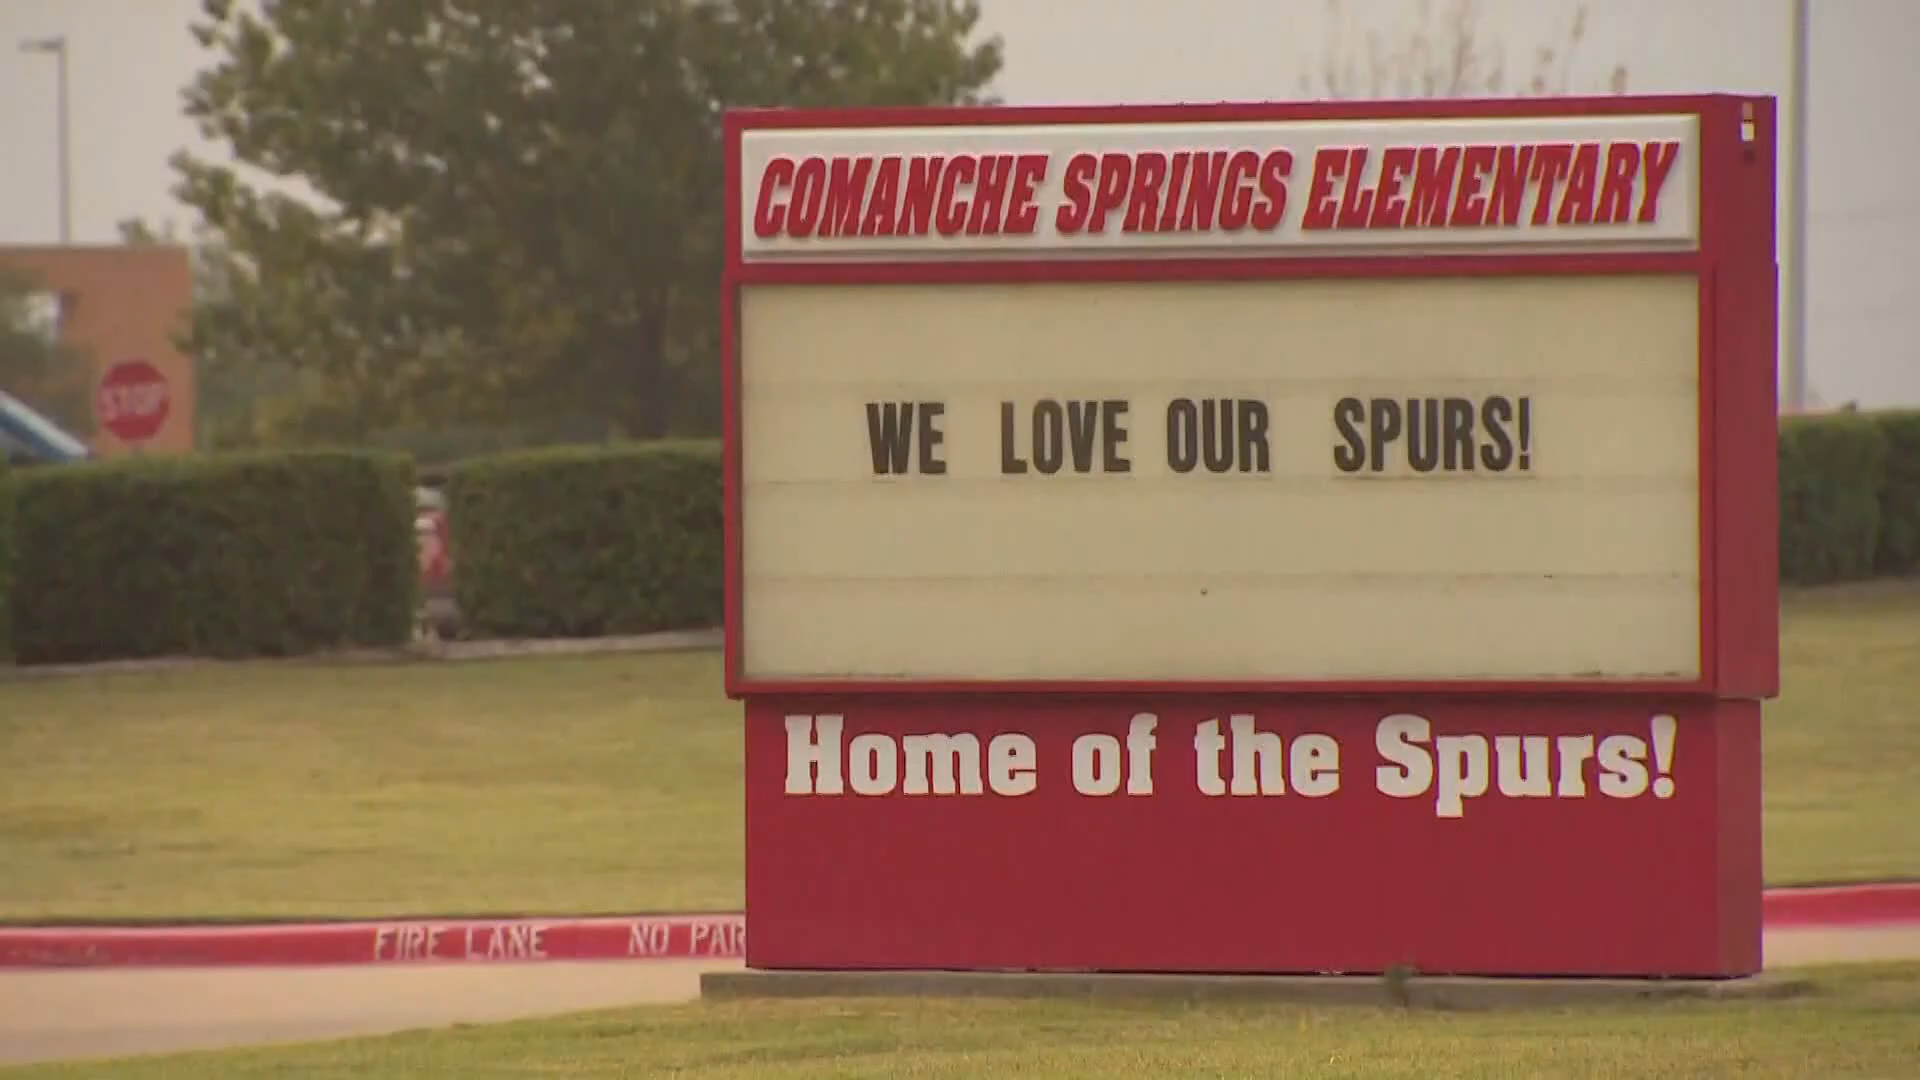 COMANCHE SPRINGS ELEMENTARY
WE LOVE OUR SPURS!
Home of the Spurs!
STOP
FIRE LANE NO PAR